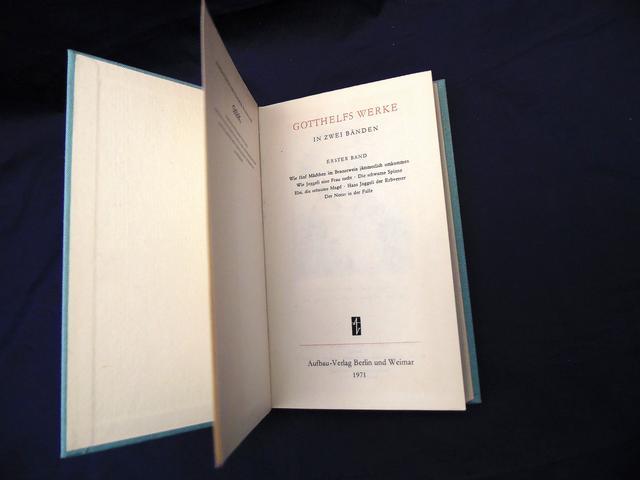 GOTTHELFS WERKE
IN ZWEI BÄNDEN
ERSTER BAND
Wie fünf Mädchen im Branntwein jämmerlich umkommen
Wie Joggeli eine Frau sucht · Die schwarze Spinne
Elsi, die seltsame Magd · Hans Joggeli der Erbvetter
Der Notar in der Falle
Aufbau-Verlag Berlin und Weimar
1971